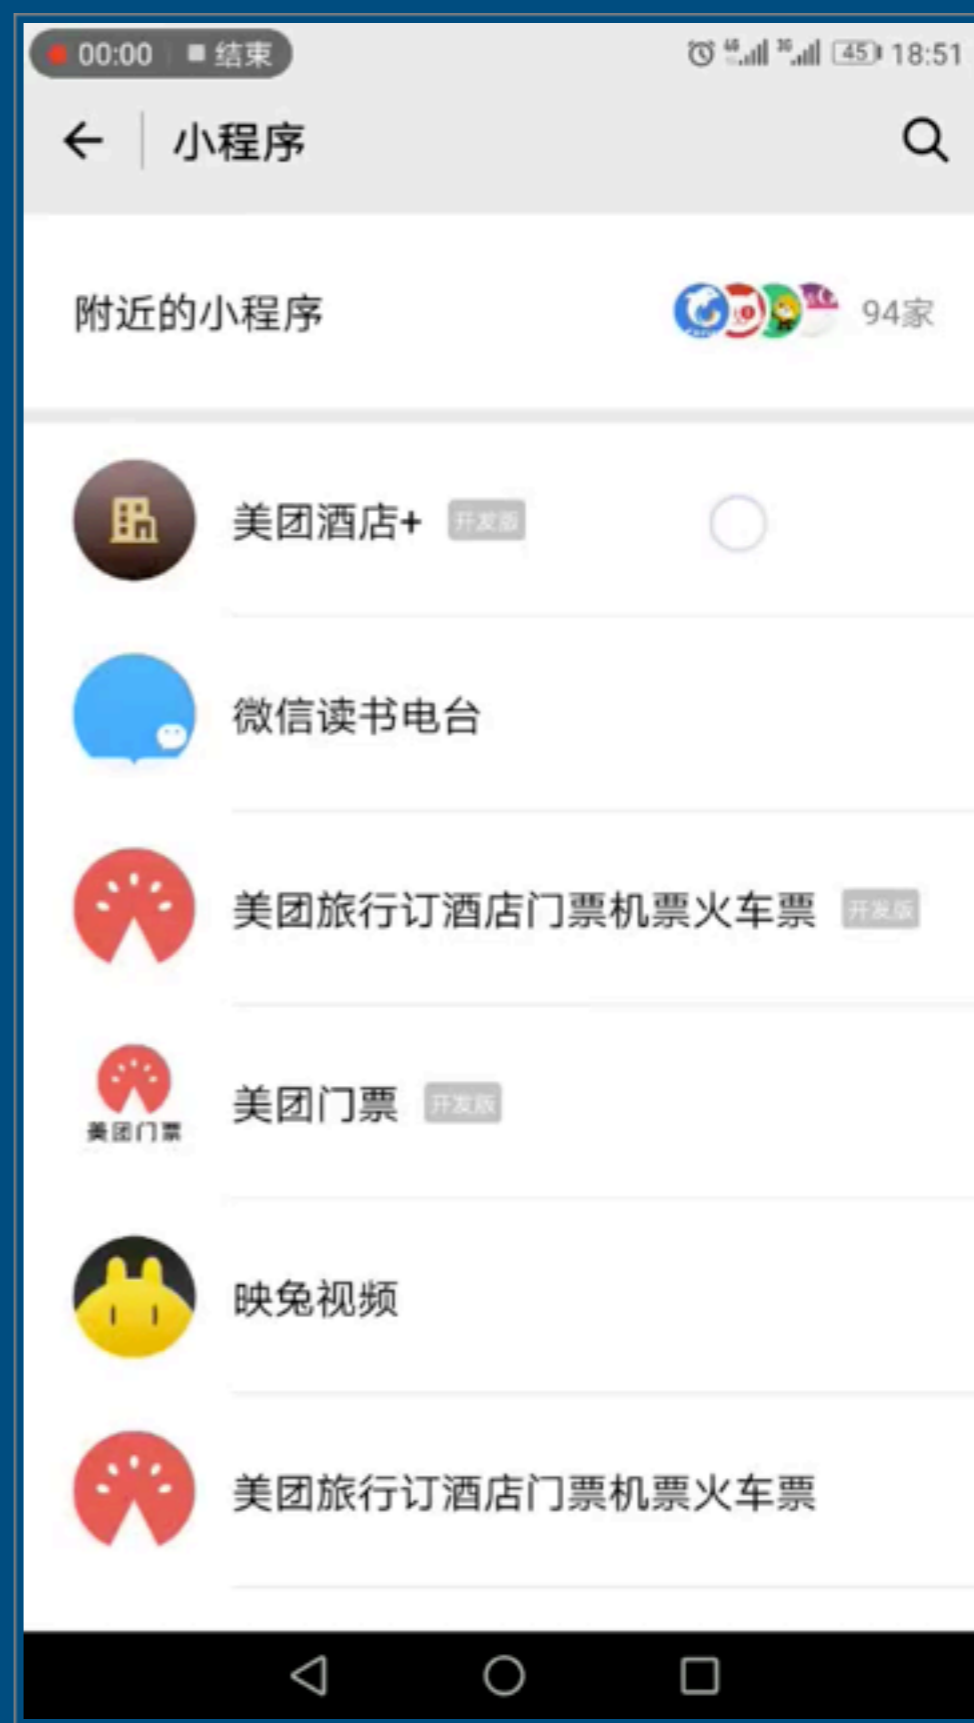 00:00 结束 4G 3G 45 18:51
小程序
附近的小程序 94家
美团酒店+ 开发版
微信读书电台
美团旅行订酒店门票机票火车票 开发版
美团门票 美团门票 开发版
映兔视频
美团旅行订酒店门票机票火车票